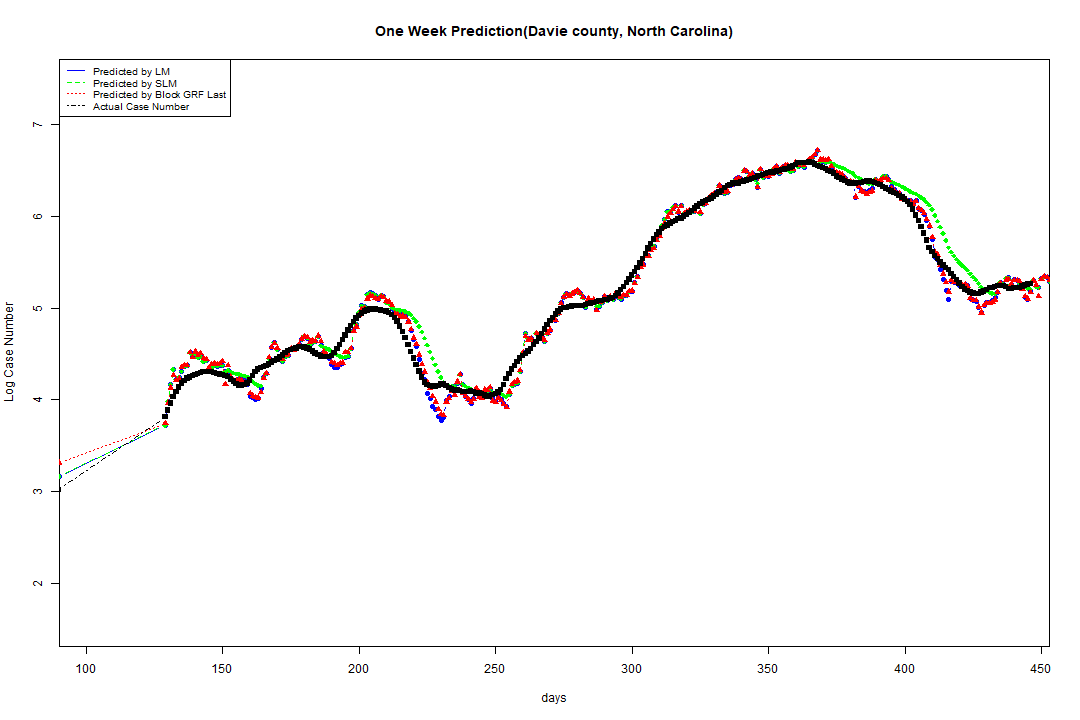 One Week Prediction(Davie county, North Carolina)
Predicted by LM
Predicted by SLM
Predicted by Block GRF Last
Actual Case Number
7
6
5
4
3
2
Log Case Number
100 150 200 250 300 350 400 450
days